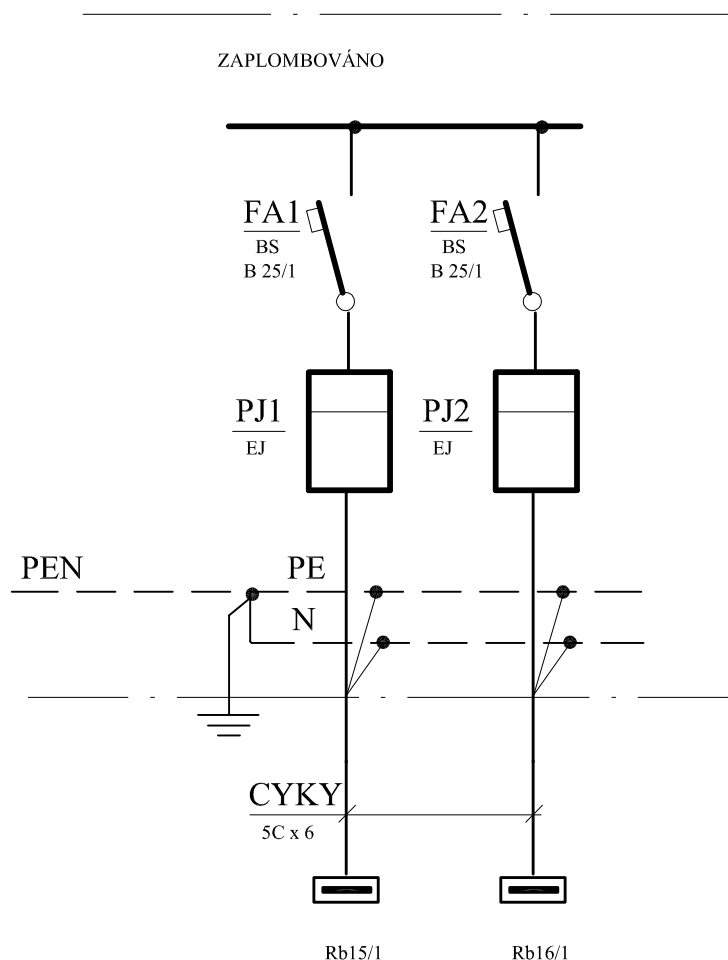 ZAPLOMBOVÁNO
FA1
BS
B 25/1
FA2
BS
B 25/1
PJ1
EJ
PJ2
EJ
PEN
PE
N
CYKY
5C x 6
Rb15/1
Rb16/1